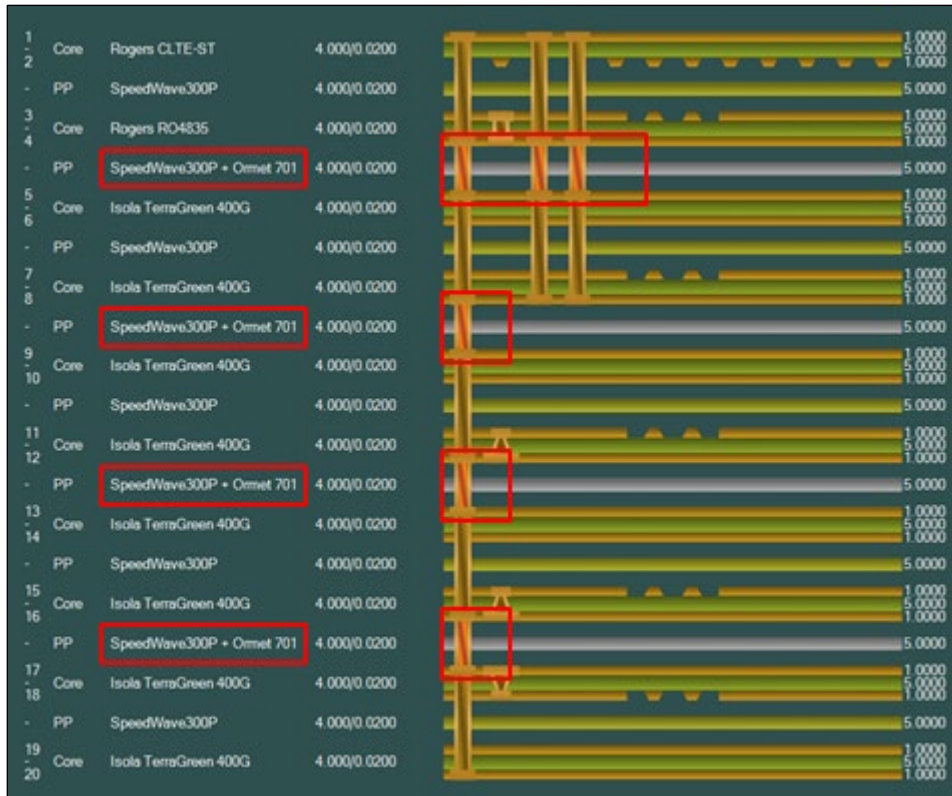 1 1.0000
- Core Rogers CLTE-ST 4.000/0.0200 5.0000
2 1.0000
- PP SpeedWave300P 4.000/0.0200 5.0000
3 1.0000
- Core Rogers RO4835 4.000/0.0200 5.0000
4 1.0000
- PP SpeedWave300P + Ormet 701 4.000/0.0200 5.0000
5 1.0000
- Core Isola TerraGreen 400G 4.000/0.0200 5.0000
6 1.0000
- PP SpeedWave300P 4.000/0.0200 5.0000
7 1.0000
- Core Isola TerraGreen 400G 4.000/0.0200 5.0000
8 1.0000
- PP SpeedWave300P + Ormet 701 4.000/0.0200 5.0000
9 1.0000
- Core Isola TerraGreen 400G 4.000/0.0200 5.0000
10 1.0000
- PP SpeedWave300P 4.000/0.0200 5.0000
11 1.0000
- Core Isola TerraGreen 400G 4.000/0.0200 5.0000
12 1.0000
- PP SpeedWave300P + Ormet 701 4.000/0.0200 5.0000
13 1.0000
- Core Isola TerraGreen 400G 4.000/0.0200 5.0000
14 1.0000
- PP SpeedWave300P 4.000/0.0200 5.0000
15 1.0000
- Core Isola TerraGreen 400G 4.000/0.0200 5.0000
16 1.0000
- PP SpeedWave300P + Ormet 701 4.000/0.0200 5.0000
17 1.0000
- Core Isola TerraGreen 400G 4.000/0.0200 5.0000
18 1.0000
- PP SpeedWave300P 4.000/0.0200 5.0000
19 1.0000
- Core Isola TerraGreen 400G 4.000/0.0200 5.0000
20 1.0000